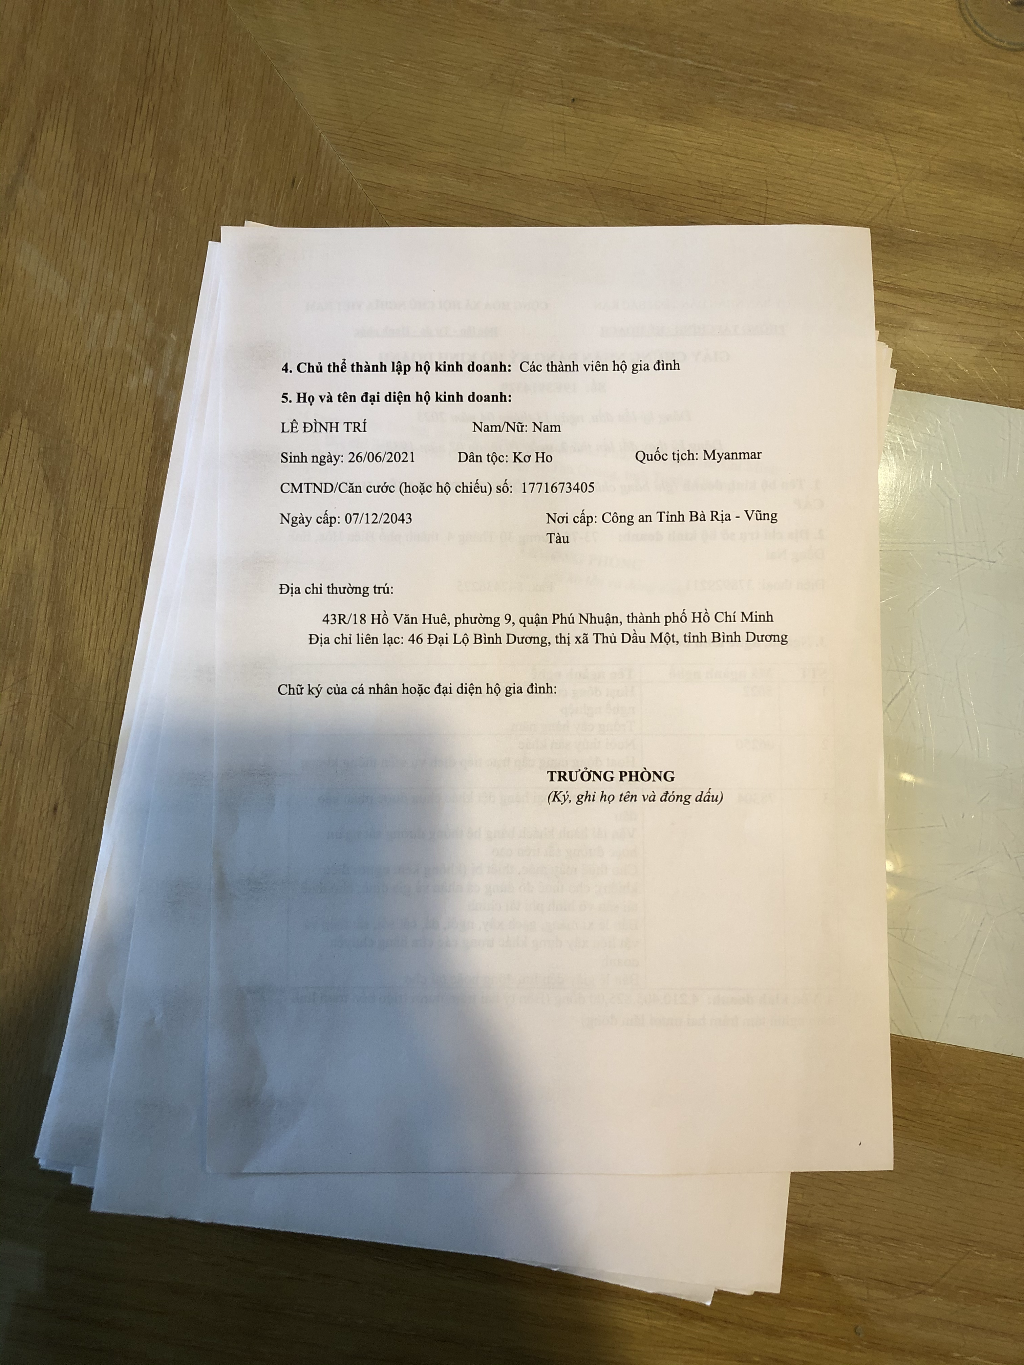 4. Chủ thể thành lập hộ kinh doanh: Các thành viên hộ gia đình
5. Họ và tên đại diện hộ kinh doanh:
LÊ ĐÌNH TRÍ Nam/Nữ: Nam
Sinh ngày: 26/06/2021 Dân tộc: Kơ Ho Quốc tịch: Myanmar
CMTND/Căn cước (hoặc hộ chiếu) số: 1771673405
Ngày cấp: 07/12/2043 Nơi cấp: Công an Tỉnh Bà Rịa - Vũng
Tàu
Địa chỉ thường trú:
43R/18 Hồ Văn Huê, phường 9, quận Phú Nhuận, thành phố Hồ Chí Minh
Địa chỉ liên lạc: 46 Đại Lộ Bình Dương, thị xã Thủ Dầu Một, tỉnh Bình Dương
Chữ ký của cá nhân hoặc đại diện hộ gia đình:
TRƯỞNG PHÒNG
(Ký, ghi họ tên và đóng dấu)